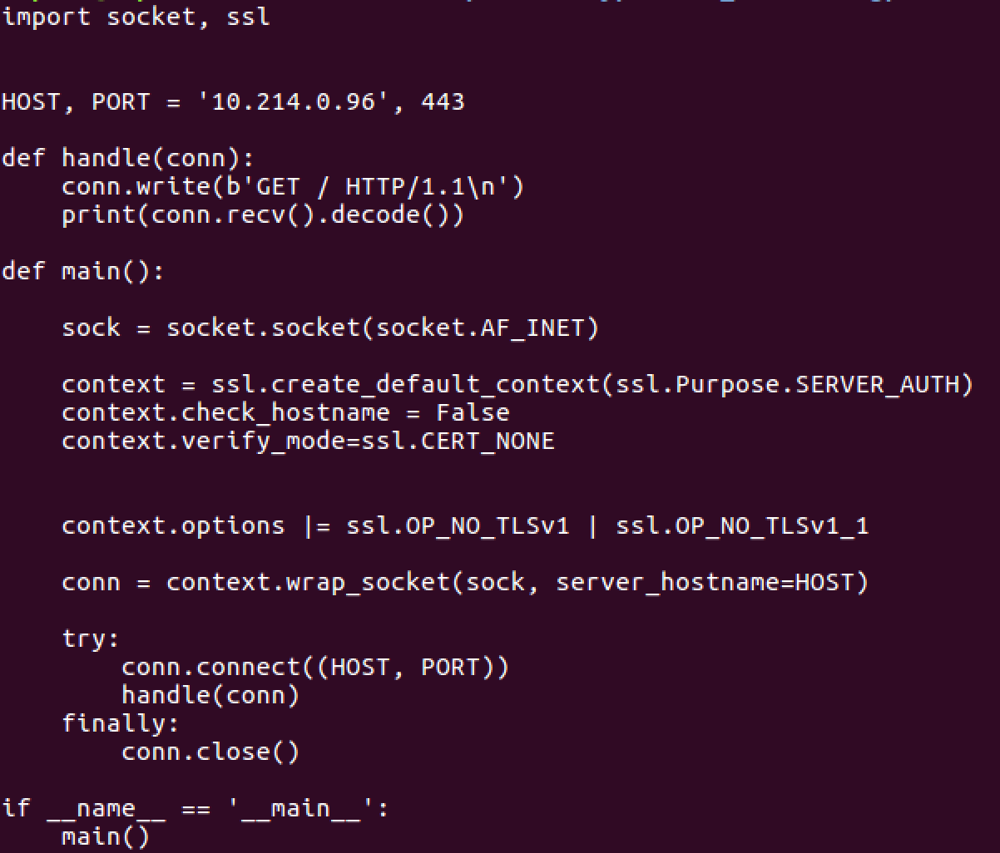 import socket, ssl
HOST, PORT = '10.214.0.96', 443
def handle(conn):
    conn.write(b'GET / HTTP/1.1\n')
    print(conn.recv().decode())
def main():
    sock = socket.socket(socket.AF_INET)
    context = ssl.create_default_context(ssl.Purpose.SERVER_AUTH)
    context.check_hostname = False
    context.verify_mode=ssl.CERT_NONE
    context.options |= ssl.OP_NO_TLSv1 | ssl.OP_NO_TLSv1_1
    conn = context.wrap_socket(sock, server_hostname=HOST)
    try:
        conn.connect((HOST, PORT))
        handle(conn)
    finally:
        conn.close()
if __name__ == '__main__':
    main()